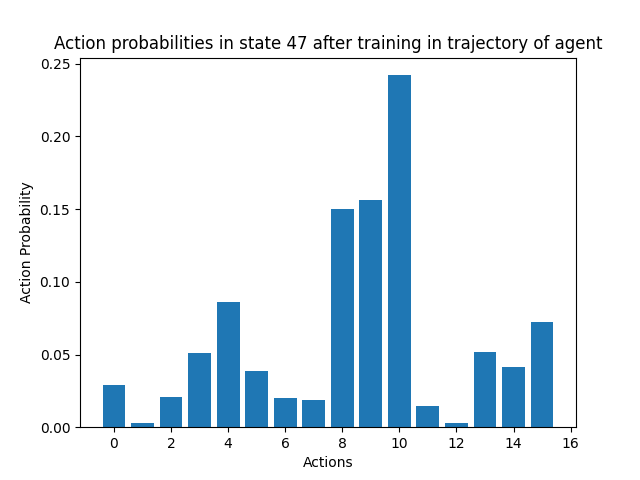 Action probabilities in state 47 after training in trajectory of agent
0.25
0.20
0.15
0.10
0.05
0.00
Action Probability
0 2 4 6 8 10 12 14 16
Actions